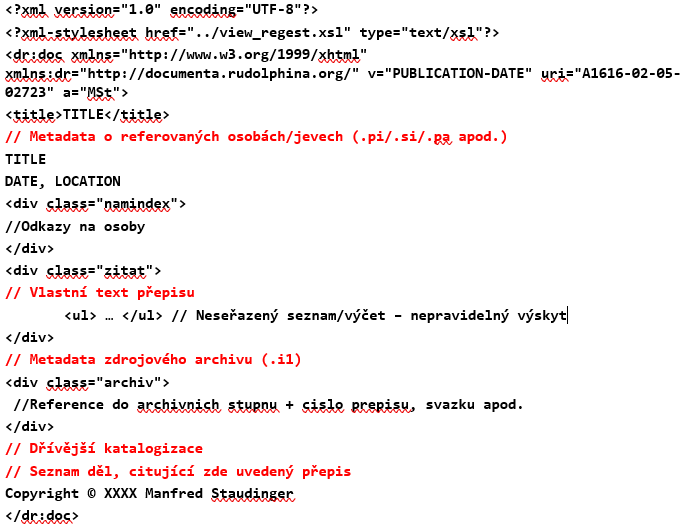 <?xml version="1.0" encoding="UTF-8"?>
<?xml-stylesheet href="../view_regest.xsl" type="text/xsl"?>
<dr:doc xmlns="http://www.w3.org/1999/xhtml"
xmlns:dr="http://documenta.rudolphina.org/" v="PUBLICATION-DATE" uri="A1616-02-05-
02723" a="MSt">
<title>TITLE</title>
// Metadata o referovaných osobách/jevech (.pi/.si/.pa apod.)
TITLE
DATE, LOCATION
<div class="namindex">
//Odkazy na osoby
</div>
<div class="zitat">
// Vlastní text přepisu
<ul> … </ul> // Neseřazený seznam/výčet – nepravidelný výskyt
</div>
// Metadata zdrojového archivu (.i1)
<div class="archiv">
//Reference do archivnich stupnu + cislo prepisu, svazku apod.
</div>
// Dřívější katalogizace
// Seznam děl, citující zde uvedený přepis
Copyright © XXXX Manfred Staudinger
</dr:doc>